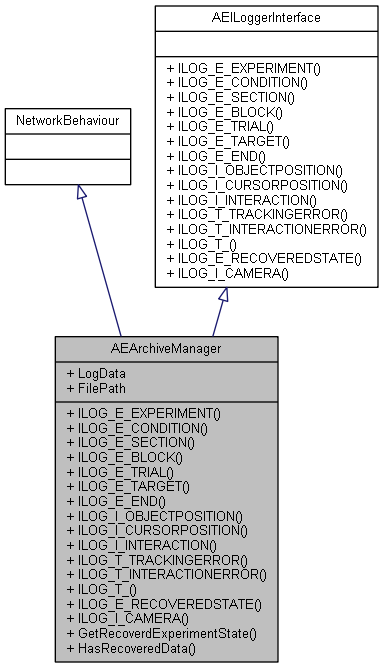 AEILoggerInterface
+ ILOG_E_EXPERIMENT()
+ ILOG_E_CONDITION()
+ ILOG_E_SECTION()
+ ILOG_E_BLOCK()
+ ILOG_E_TRIAL()
+ ILOG_E_TARGET()
+ ILOG_E_END()
+ ILOG_I_OBJECTPOSITION()
+ ILOG_I_CURSORPOSITION()
+ ILOG_I_INTERACTION()
+ ILOG_T_TRACKINGERROR()
+ ILOG_T_INTERACTIONERROR()
+ ILOG_T_()
+ ILOG_E_RECOVEREDSTATE()
+ ILOG_I_CAMERA()
NetworkBehaviour
AEArchiveManager
+ LogData
+ FilePath
+ ILOG_E_EXPERIMENT()
+ ILOG_E_CONDITION()
+ ILOG_E_SECTION()
+ ILOG_E_BLOCK()
+ ILOG_E_TRIAL()
+ ILOG_E_TARGET()
+ ILOG_E_END()
+ ILOG_I_OBJECTPOSITION()
+ ILOG_I_CURSORPOSITION()
+ ILOG_I_INTERACTION()
+ ILOG_T_TRACKINGERROR()
+ ILOG_T_INTERACTIONERROR()
+ ILOG_T_()
+ ILOG_E_RECOVEREDSTATE()
+ ILOG_I_CAMERA()
+ GetRecoverdExperimentState()
+ HasRecoveredData()